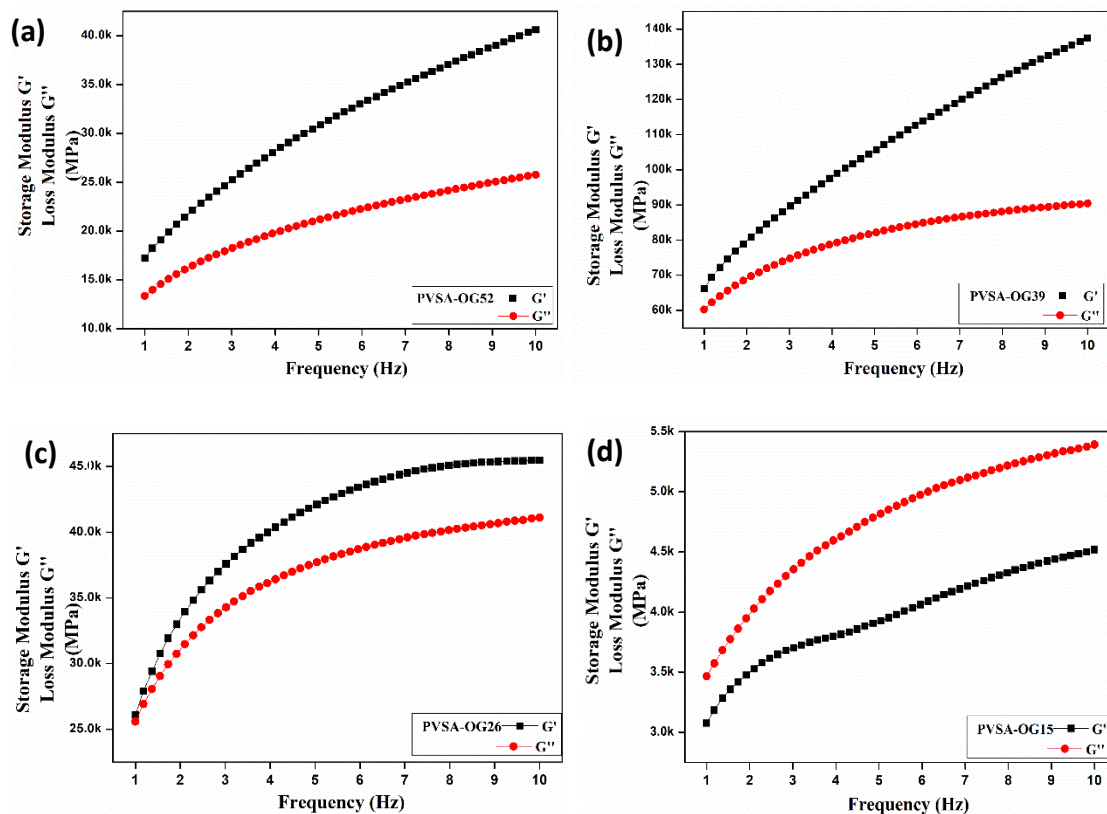 (a)
Storage Modulus G'
Loss Modulus G''
(MPa)
40.0k
35.0k
30.0k
25.0k
20.0k
15.0k
10.0k
PVSA-OG52 G'
G''
1 2 3 4 5 6 7 8 9 10
Frequency (Hz)
(b)
Storage Modulus G'
Loss Modulus G''
(MPa)
140k
130k
120k
110k
100k
90k
80k
70k
60k
PVSA-OG39 G'
G''
1 2 3 4 5 6 7 8 9 10
Frequency (Hz)
(c)
Storage Modulus G'
Loss Modulus G''
(MPa)
45.0k
40.0k
35.0k
30.0k
25.0k
PVSA-OG26 G'
G''
1 2 3 4 5 6 7 8 9 10
Frequency (Hz)
(d)
Storage Modulus G'
Loss Modulus G''
(MPa)
5.5k
5.0k
4.5k
4.0k
3.5k
3.0k
PVSA-OG15 G'
G''
1 2 3 4 5 6 7 8 9 10
Frequency (Hz)